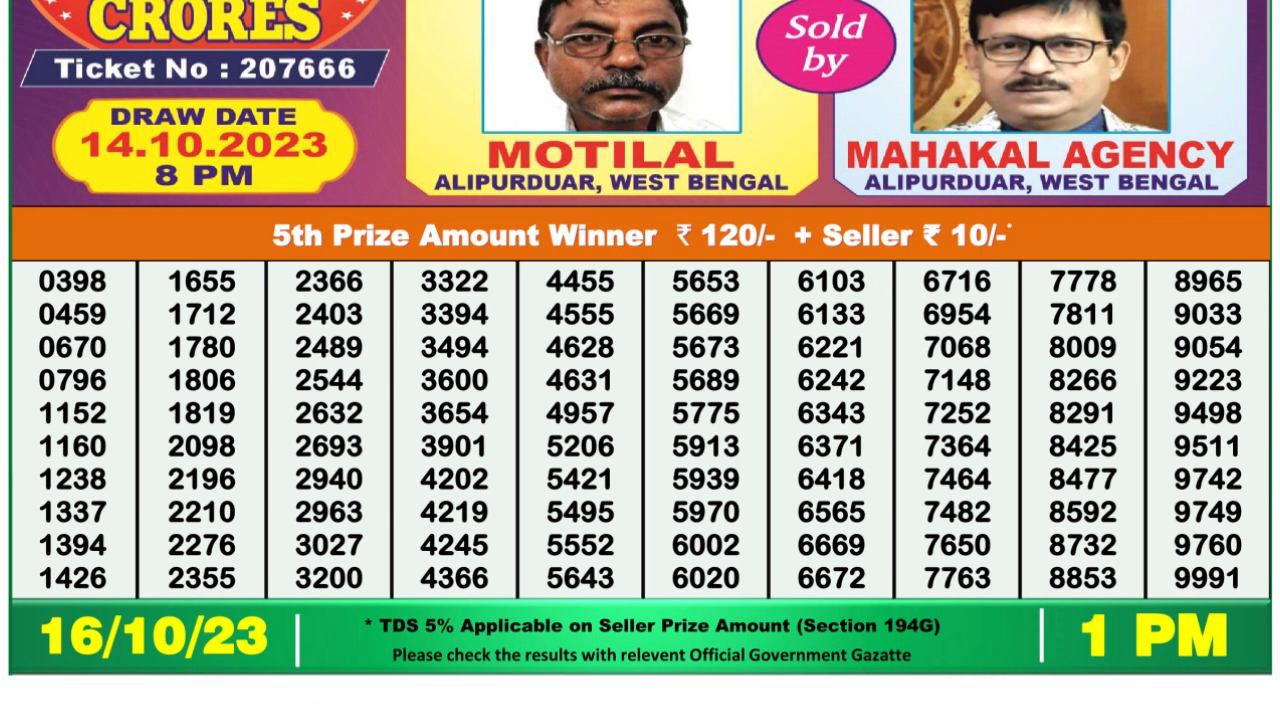 CRORES
Ticket No : 207666
DRAW DATE
14.10.2023
8 PM
MOTILAL
ALIPURDUAR, WEST BENGAL
Sold
by
MAHAKAL AGENCY
ALIPURDUAR, WEST BENGAL
5th Prize Amount Winner ₹ 120/- + Seller ₹ 10/-*
0398 1655 2366 3322 4455 5653 6103 6716 7778 8965
0459 1712 2403 3394 4555 5669 6133 6954 7811 9033
0670 1780 2489 3494 4628 5673 6221 7068 8009 9054
0796 1806 2544 3600 4631 5689 6242 7148 8266 9223
1152 1819 2632 3654 4957 5775 6343 7252 8291 9498
1160 2098 2693 3901 5206 5913 6371 7364 8425 9511
1238 2196 2940 4202 5421 5939 6418 7464 8477 9742
1337 2210 2963 4219 5495 5970 6565 7482 8592 9749
1394 2276 3027 4245 5552 6002 6669 7650 8732 9760
1426 2355 3200 4366 5643 6020 6672 7763 8853 9991
16/10/23
* TDS 5% Applicable on Seller Prize Amount (Section 194G)
Please check the results with relevent Official Government Gazatte
1 PM